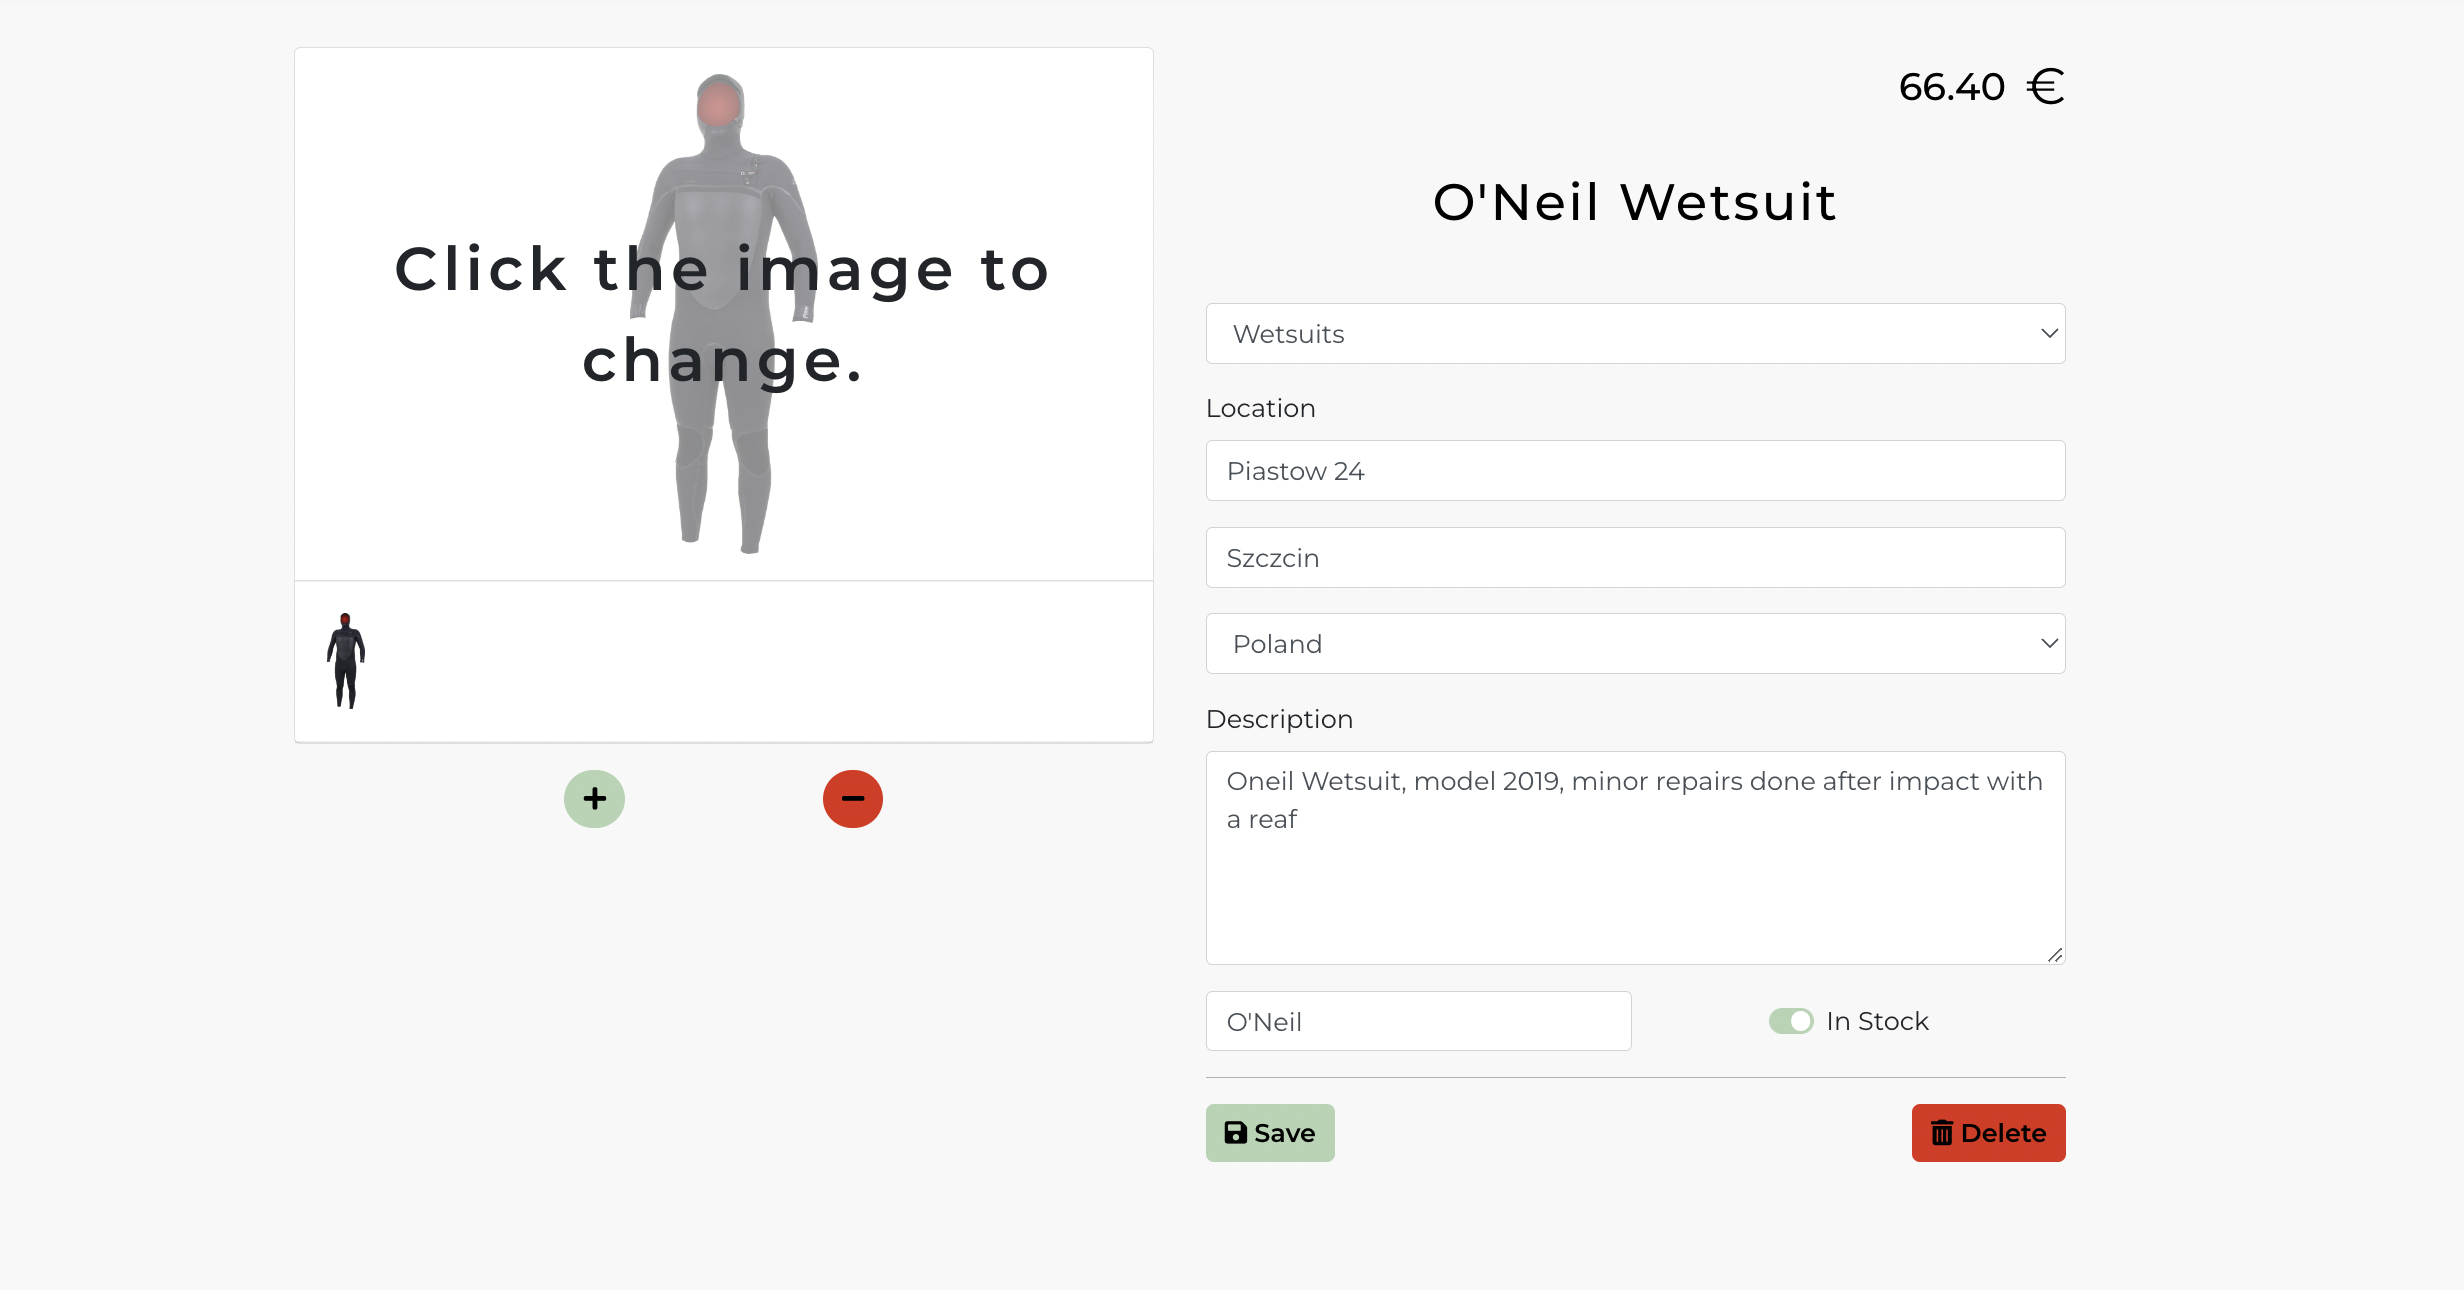 Click the image to
change.
66.40 €
O'Neil Wetsuit
Wetsuits
Location
Piastow 24
Szczcin
Poland
Description
Oneil Wetsuit, model 2019, minor repairs done after impact with
a reaf
O'Neil
In Stock
Save
Delete